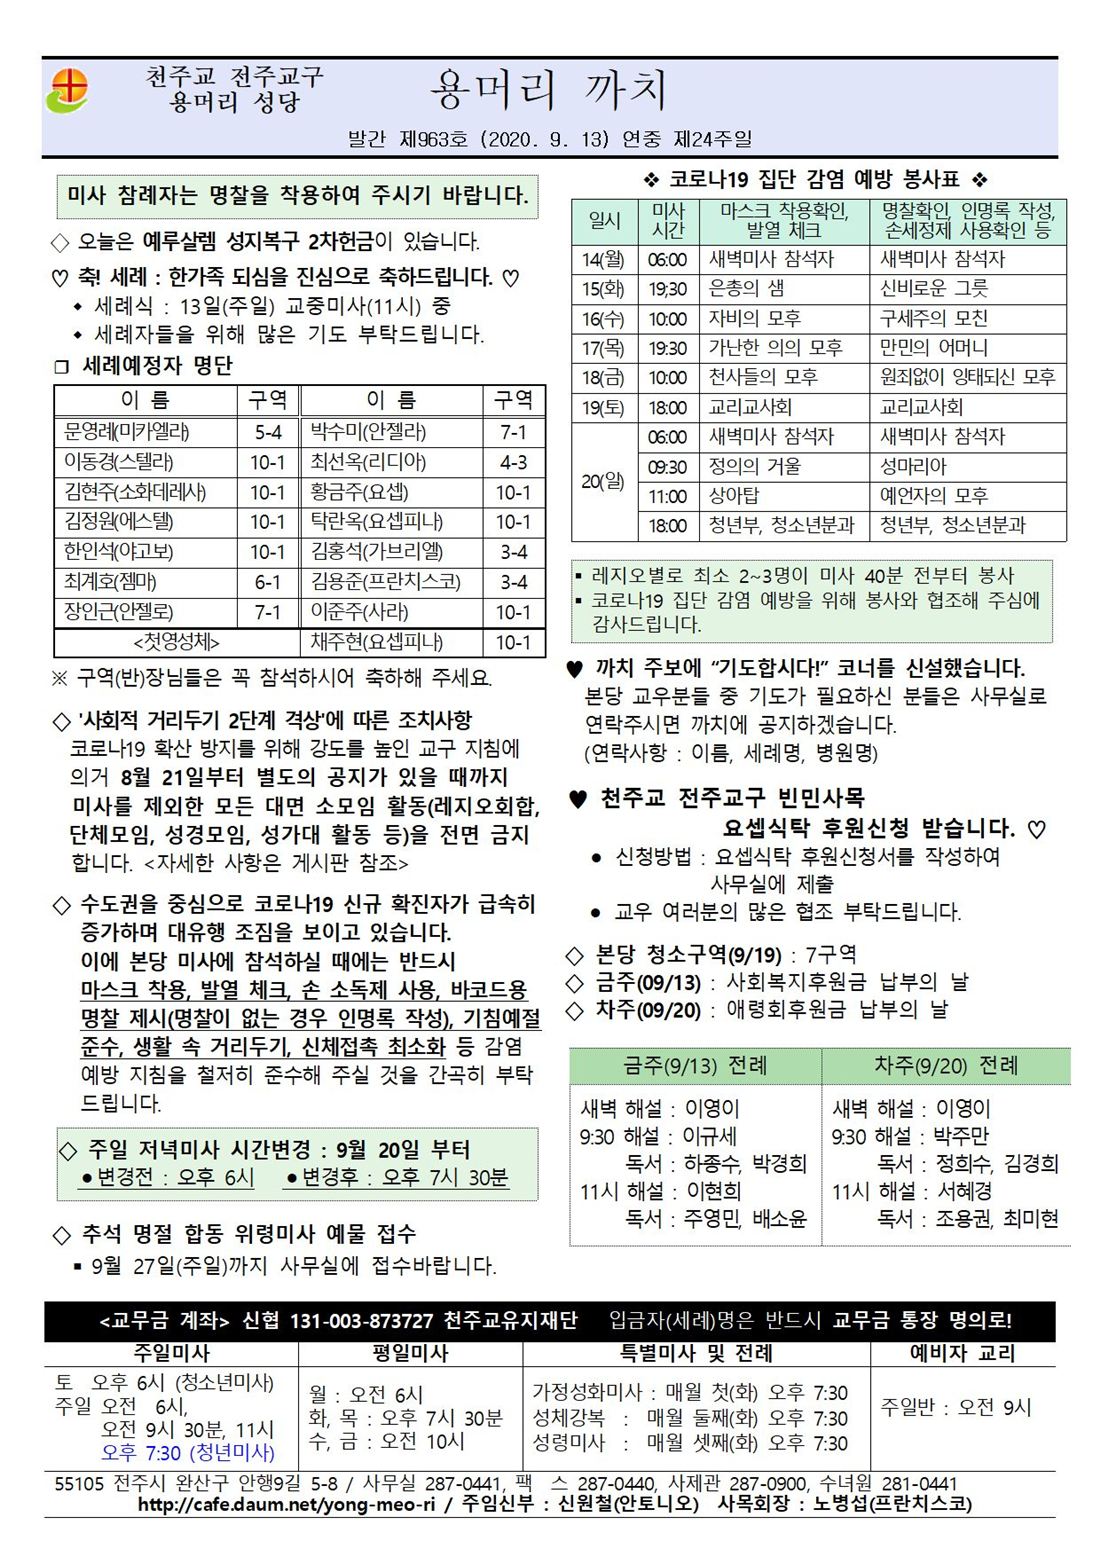 천주교 전주교구
용머리 성당
용머리 까치
발간 제963호 (2020. 9. 13) 연중 제24주일
미사 참례자는 명찰을 착용하여 주시기 바랍니다.
◇ 오늘은 예루살렘 성지복구 2차헌금이 있습니다.
♡ 축! 세례 : 한가족 되심을 진심으로 축하드립니다. ♡
◆ 세례식 : 13일(주일) 교중미사(11시) 중
◆ 세례자들을 위해 많은 기도 부탁드립니다.
❐ 세례예정자 명단
이 름 구역 이 름 구역
문영례(미카엘라) 5-4 박수미(안젤라) 7-1
이동경(스텔라) 10-1 최선옥(리디아) 4-3
김현주(소화데레사) 10-1 황금주(요셉) 10-1
김정원(에스텔) 10-1 탁란옥(요셉피나) 10-1
한인석(야고보) 10-1 김홍석(가브리엘) 3-4
최계호(젬마) 6-1 김용준(프란치스코) 3-4
장인근(안젤로) 7-1 이준주(사라) 10-1
<첫영성체> 채주현(요셉피나) 10-1
※ 구역(반)장님들은 꼭 참석하시어 축하해 주세요.
◇ '사회적 거리두기 2단계 격상'에 따른 조치사항
코로나19 확산 방지를 위해 강도를 높인 교구 지침에
의거 8월 21일부터 별도의 공지가 있을 때까지
미사를 제외한 모든 대면 소모임 활동(레지오회합,
단체모임, 성경모임, 성가대 활동 등)을 전면 금지
합니다. <자세한 사항은 게시판 참조>
◇ 수도권을 중심으로 코로나19 신규 확진자가 급속히
증가하며 대유행 조짐을 보이고 있습니다.
이에 본당 미사에 참석하실 때에는 반드시
마스크 착용, 발열 체크, 손 소독제 사용, 바코드용
명찰 제시(명찰이 없는 경우 인명록 작성), 기침예절
준수, 생활 속 거리두기, 신체접촉 최소화 등 감염
예방 지침을 철저히 준수해 주실 것을 간곡히 부탁
드립니다.
◇ 주일 저녁미사 시간변경 : 9월 20일 부터
●변경전 : 오후 6시 ●변경후 : 오후 7시 30분
◇ 추석 명절 합동 위령미사 예물 접수
▪ 9월 27일(주일)까지 사무실에 접수바랍니다.
❖ 코로나19 집단 감염 예방 봉사표 ❖
일시 미사 시간 마스크 착용확인, 발열 체크 명찰확인, 인명록 작성, 손세정제 사용확인 등
14(월) 06:00 새벽미사 참석자 새벽미사 참석자
15(화) 19;30 은총의 샘 신비로운 그릇
16(수) 10:00 자비의 모후 구세주의 모친
17(목) 19:30 가난한 의의 모후 만민의 어머니
18(금) 10:00 천사들의 모후 원죄없이 잉태되신 모후
19(토) 18:00 교리교사회 교리교사회
20(일) 06:00 새벽미사 참석자 새벽미사 참석자
09:30 정의의 거울 성마리아
11:00 상아탑 예언자의 모후
18:00 청년부, 청소년분과 청년부, 청소년분과
▪ 레지오별로 최소 2~3명이 미사 40분 전부터 봉사
▪ 코로나19 집단 감염 예방을 위해 봉사와 협조해 주심에
감사드립니다.
♥ 까치 주보에 “기도합시다!” 코너를 신설했습니다.
본당 교우분들 중 기도가 필요하신 분들은 사무실로
연락주시면 까치에 공지하겠습니다.
(연락사항 : 이름, 세례명, 병원명)
♥ 천주교 전주교구 빈민사목
요셉식탁 후원신청 받습니다. ♡
● 신청방법 : 요셉식탁 후원신청서를 작성하여
사무실에 제출
● 교우 여러분의 많은 협조 부탁드립니다.
◇ 본당 청소구역(9/19) : 7구역
◇ 금주(09/13) : 사회복지후원금 납부의 날
◇ 차주(09/20) : 애령회후원금 납부의 날
금주(9/13) 전례 차주(9/20) 전례
새벽 해설 : 이영이 새벽 해설 : 이영이
9:30 해설 : 이규세 9:30 해설 : 박주만
독서 : 하종수, 박경희 독서 : 정희수, 김경희
11시 해설 : 이현희 11시 해설 : 서혜경
독서 : 주영민, 배소윤 독서 : 조용권, 최미현
<교무금 계좌> 신협 131-003-873727 천주교유지재단 입금자(세례)명은 반드시 교무금 통장 명의로!
주일미사 평일미사 특별미사 및 전례 예비자 교리
토 오후 6시 (청소년미사)
주일 오전 6시,
오전 9시 30분, 11시
오후 7:30 (청년미사)
월 : 오전 6시
화, 목 : 오후 7시 30분
수, 금 : 오전 10시
가정성화미사 : 매월 첫(화) 오후 7:30
성체강복 : 매월 둘째(화) 오후 7:30
성령미사 : 매월 셋째(화) 오후 7:30
주일반 : 오전 9시
55105 전주시 완산구 안행9길 5-8 / 사무실 287-0441, 팩 스 287-0440, 사제관 287-0900, 수녀원 281-0441
http://cafe.daum.net/yong-meo-ri / 주임신부 : 신원철(안토니오) 사목회장 : 노병섭(프란치스코)